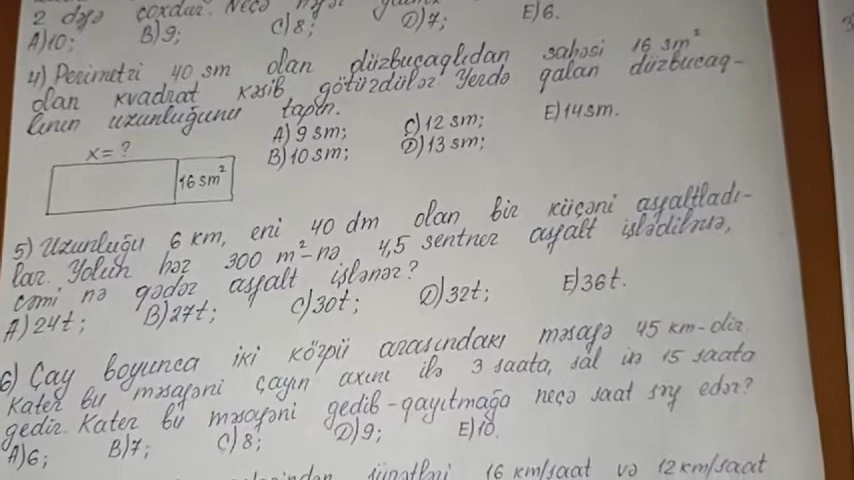 2 dəfə çoxdur. Neçə
A)10; B)9; C)8; D)7; E)6.
4) Perimetri 40 sm olan düzbucaqlıdan sahəsi 16 sm²
olan kvadrat kəsib götürdülər. Yerdə qalan düzbucaq-
lının uzunluğunu tapın.
A) 9 sm; C) 12 sm; E) 14 sm.
B) 10 sm; D) 13 sm;
x = ?
16 sm²
5) Uzunluğu 6 km, eni 40 dm olan bir küçəni asfaltladı-
lar. Yolun hər 300 m²-nə 4,5 sentner asfalt işlədilərsə,
cəmi nə qədər asfalt işlənər?
A) 24t; B) 27t; C) 30t; D) 32t; E) 36t.
6) Çay boyunca iki körpü arasındakı məsafə 45 km-dir.
Kater bu məsafəni çayın axını ilə 3 saata, sal isə 15 saata
gedir. Kater bu məsafəni gedib-qayıtmağa neçə saat sərf edər?
A) 6; B) 7; C) 8; D) 9; E) 10.
sürətləri 16 km/saat və 12 km/saat